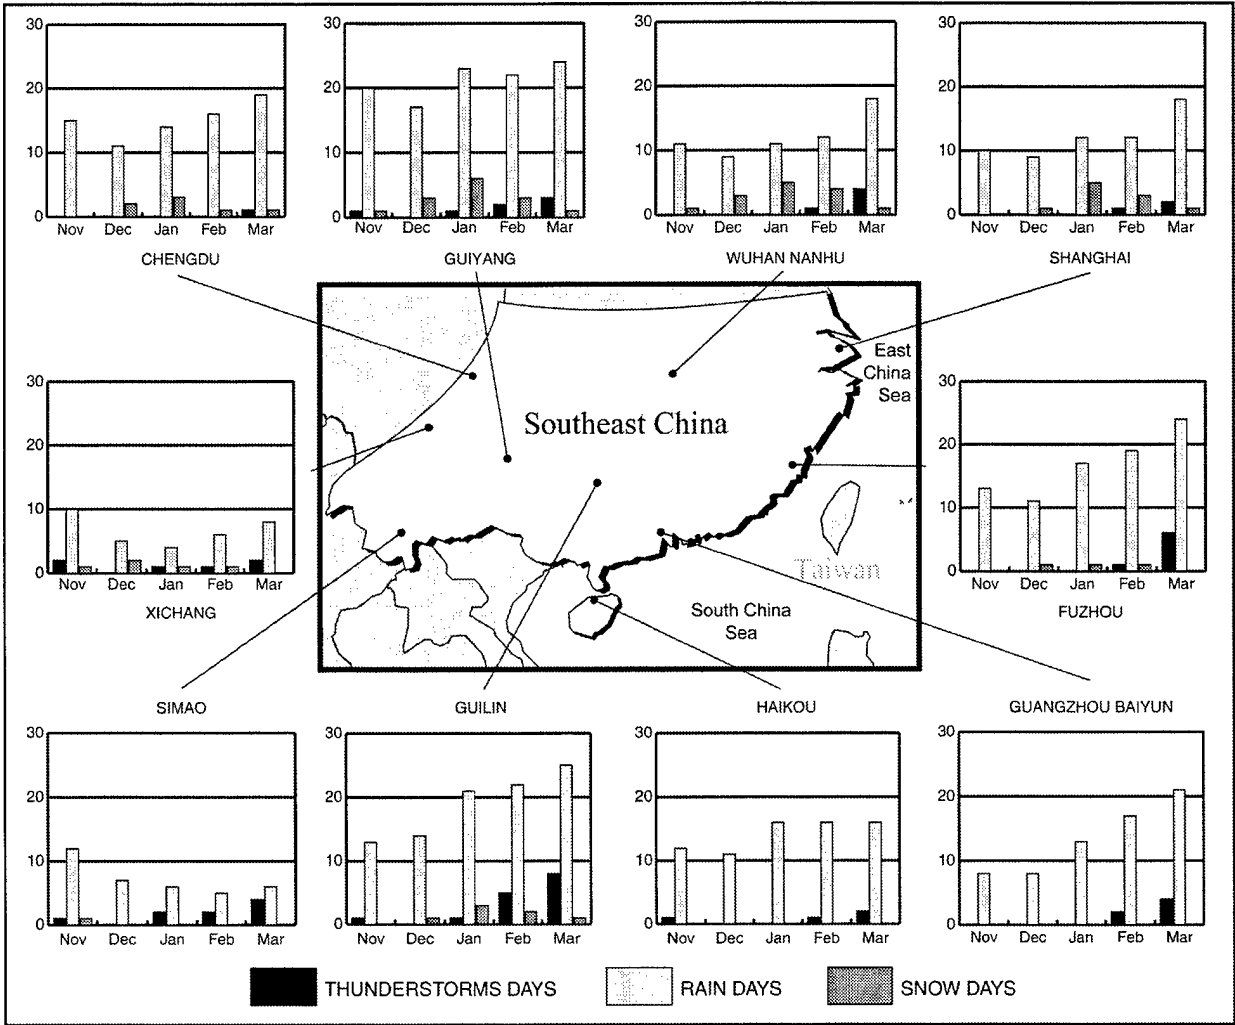 30 20 10 0 Nov Dec Jan Feb Mar
CHENGDU
30 20 10 0 Nov Dec Jan Feb Mar
GUIYANG
30 20 10 0 Nov Dec Jan Feb Mar
WUHAN NANHU
30 20 10 0 Nov Dec Jan Feb Mar
SHANGHAI
30 20 10 0 Nov Dec Jan Feb Mar
XICHANG
Southeast China
East
China
Sea
Taiwan
South China
Sea
30 20 10 0 Nov Dec Jan Feb Mar
FUZHOU
SIMAO
30 20 10 0 Nov Dec Jan Feb Mar
GUILIN
30 20 10 0 Nov Dec Jan Feb Mar
HAIKOU
30 20 10 0 Nov Dec Jan Feb Mar
GUANGZHOU BAIYUN
30 20 10 0 Nov Dec Jan Feb Mar
THUNDERSTORMS DAYS
RAIN DAYS
SNOW DAYS